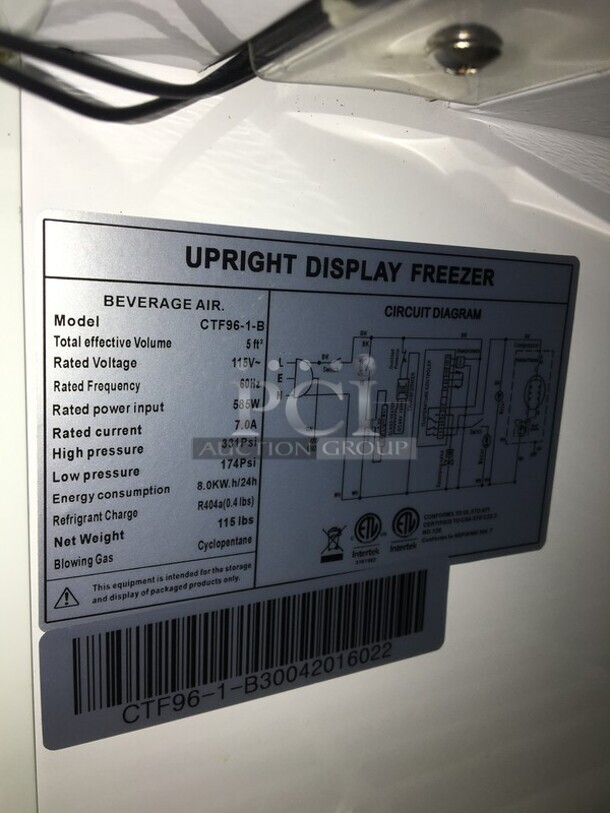 UPRIGHT DISPLAY FREEZER
BEVERAGE AIR.
Model CTF96-1-B
Total effective Volume 5 ft³
Rated Voltage 115V~
Rated Frequency 60Hz
Rated power input 585W
Rated current 7.0A
High pressure 331Psi
Low pressure 174Psi
Energy consumption 8.0KW.h/24h
Refrigrant Charge R404a(0.4 lbs)
Net Weight 115 lbs
Blowing Gas Cyclopentane
This equipment is intended for the storage
and display of packaged products only.
CIRCUIT DIAGRAM
L
E
N
ETL
Intertek
ETL
Intertek
PCI
AUCTION GROUP
CTF96-1-B30042016022